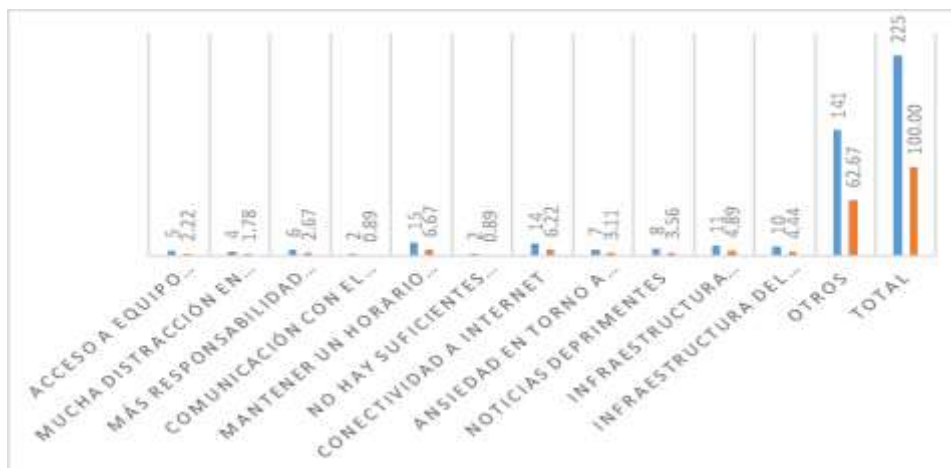 5
2.22
4
1.78
6
2.67
2
0.89
15
6.67
2
0.89
14
6.22
7
3.11
8
3.56
11
4.89
10
4.44
141
62.67
225
100.00
ACCESO A EQUIPO...
MUCHA DISTRACCIÓN EN...
MÁS RESPONSABILIDAD...
COMUNICACIÓN CON EL...
MANTENER UN HORARIO...
NO HAY SUFICIENTES...
CONECTIVIDAD A INTERNET
ANSIEDAD EN TORNO A...
NOTICIAS DEPRIMENTES
INFRAESTRUCTURA...
INFRAESTRUCTURA DEL...
OTROS
TOTAL